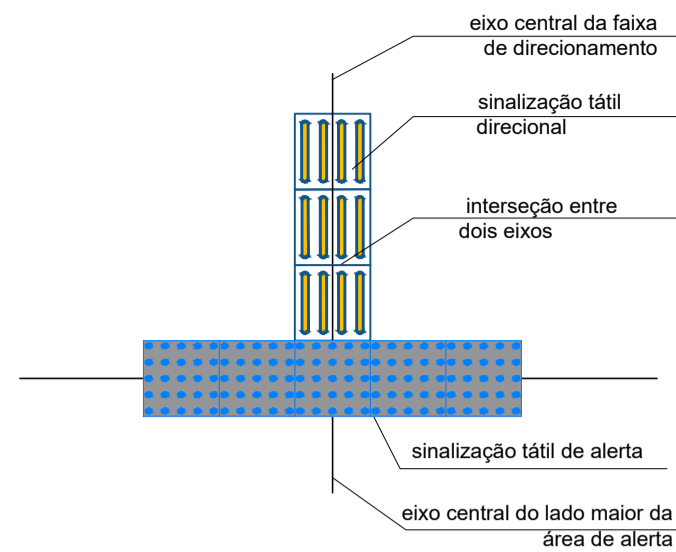 eixo central da faixa
de direcionamento
sinalização tátil
direcional
interseção entre
dois eixos
sinalização tátil de alerta
eixo central do lado maior da
área de alerta